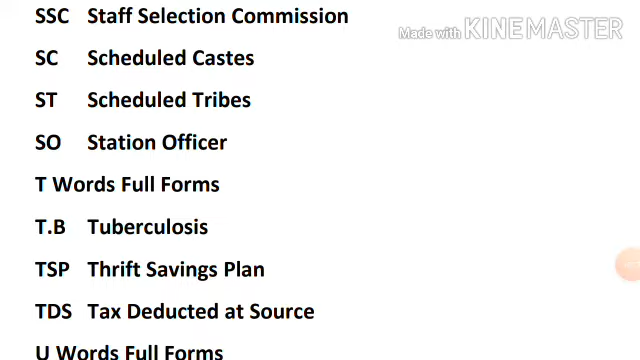 SSC Staff Selection Commission
Made with KINEMASTER
SC Scheduled Castes
ST Scheduled Tribes
SO Station Officer
T Words Full Forms
T.B Tuberculosis
TSP Thrift Savings Plan
TDS Tax Deducted at Source
U Words Full Forms